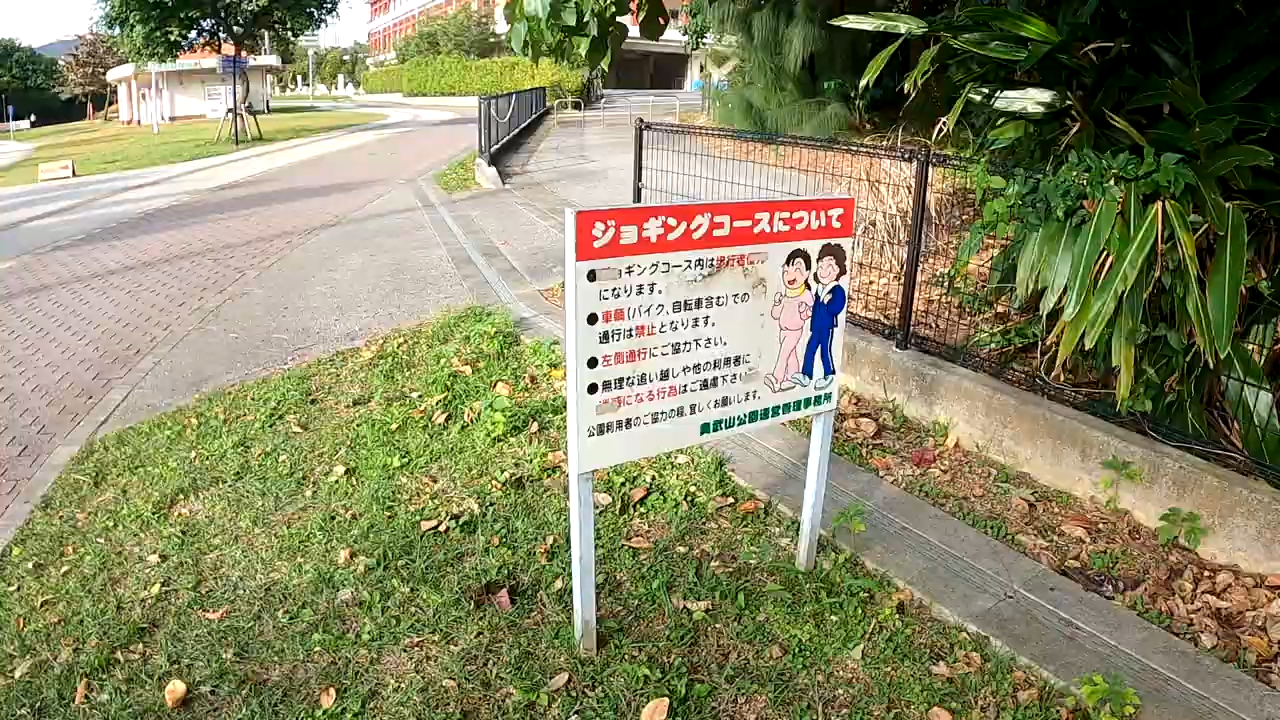 ジョギングコースについて
●ョギングコース内は歩行者
になります。
●車輌(バイク、自転車含む)での
通行は禁止となります。
●左側通行にご協力下さい。
●無理な追い越しや他の利用者に
になる行為はご遠慮下さい
公園利用者のご協力の程、宜しくお願いします。
奥武山公園運営管理事務所